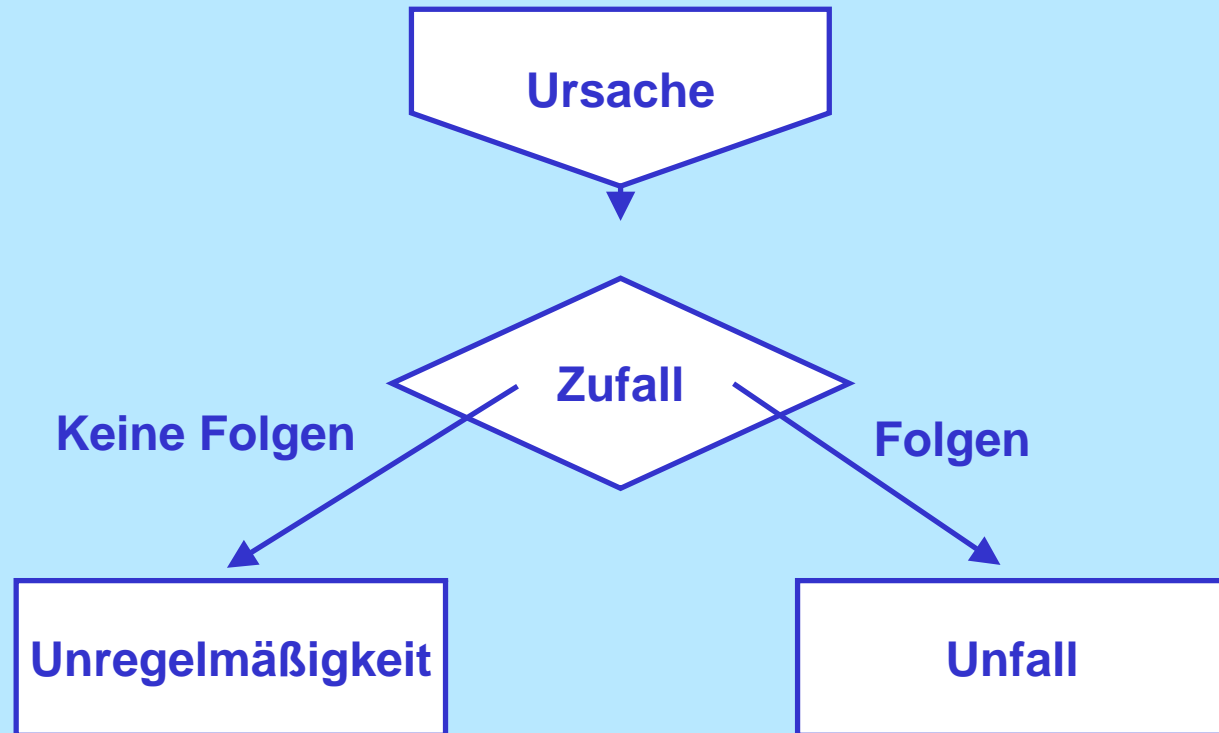 Ursache
Zufall
Keine Folgen
Folgen
Unregelmäßigkeit
Unfall